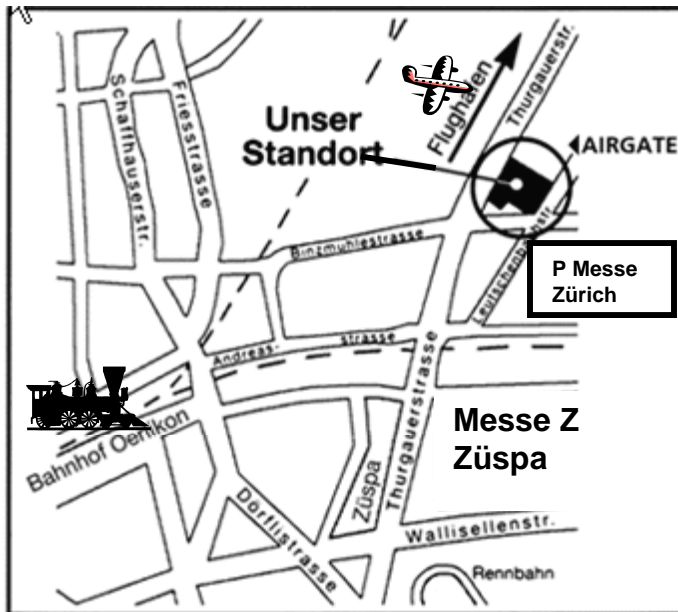 Schaffhauserstr.
Friesstrasse
Unser
Standort
Flughafen
Thurgauerstr.
AIRGATE
Binzmühlestrasse
Leutschenbachstr.
P Messe
Zürich
Andreas-
strasse
Bahnhof Oerlikon
Thurgauerstrasse
Messe Z
Züspa
Züspa
Dörflistrasse
Wallisellenstr.
Rennbahn